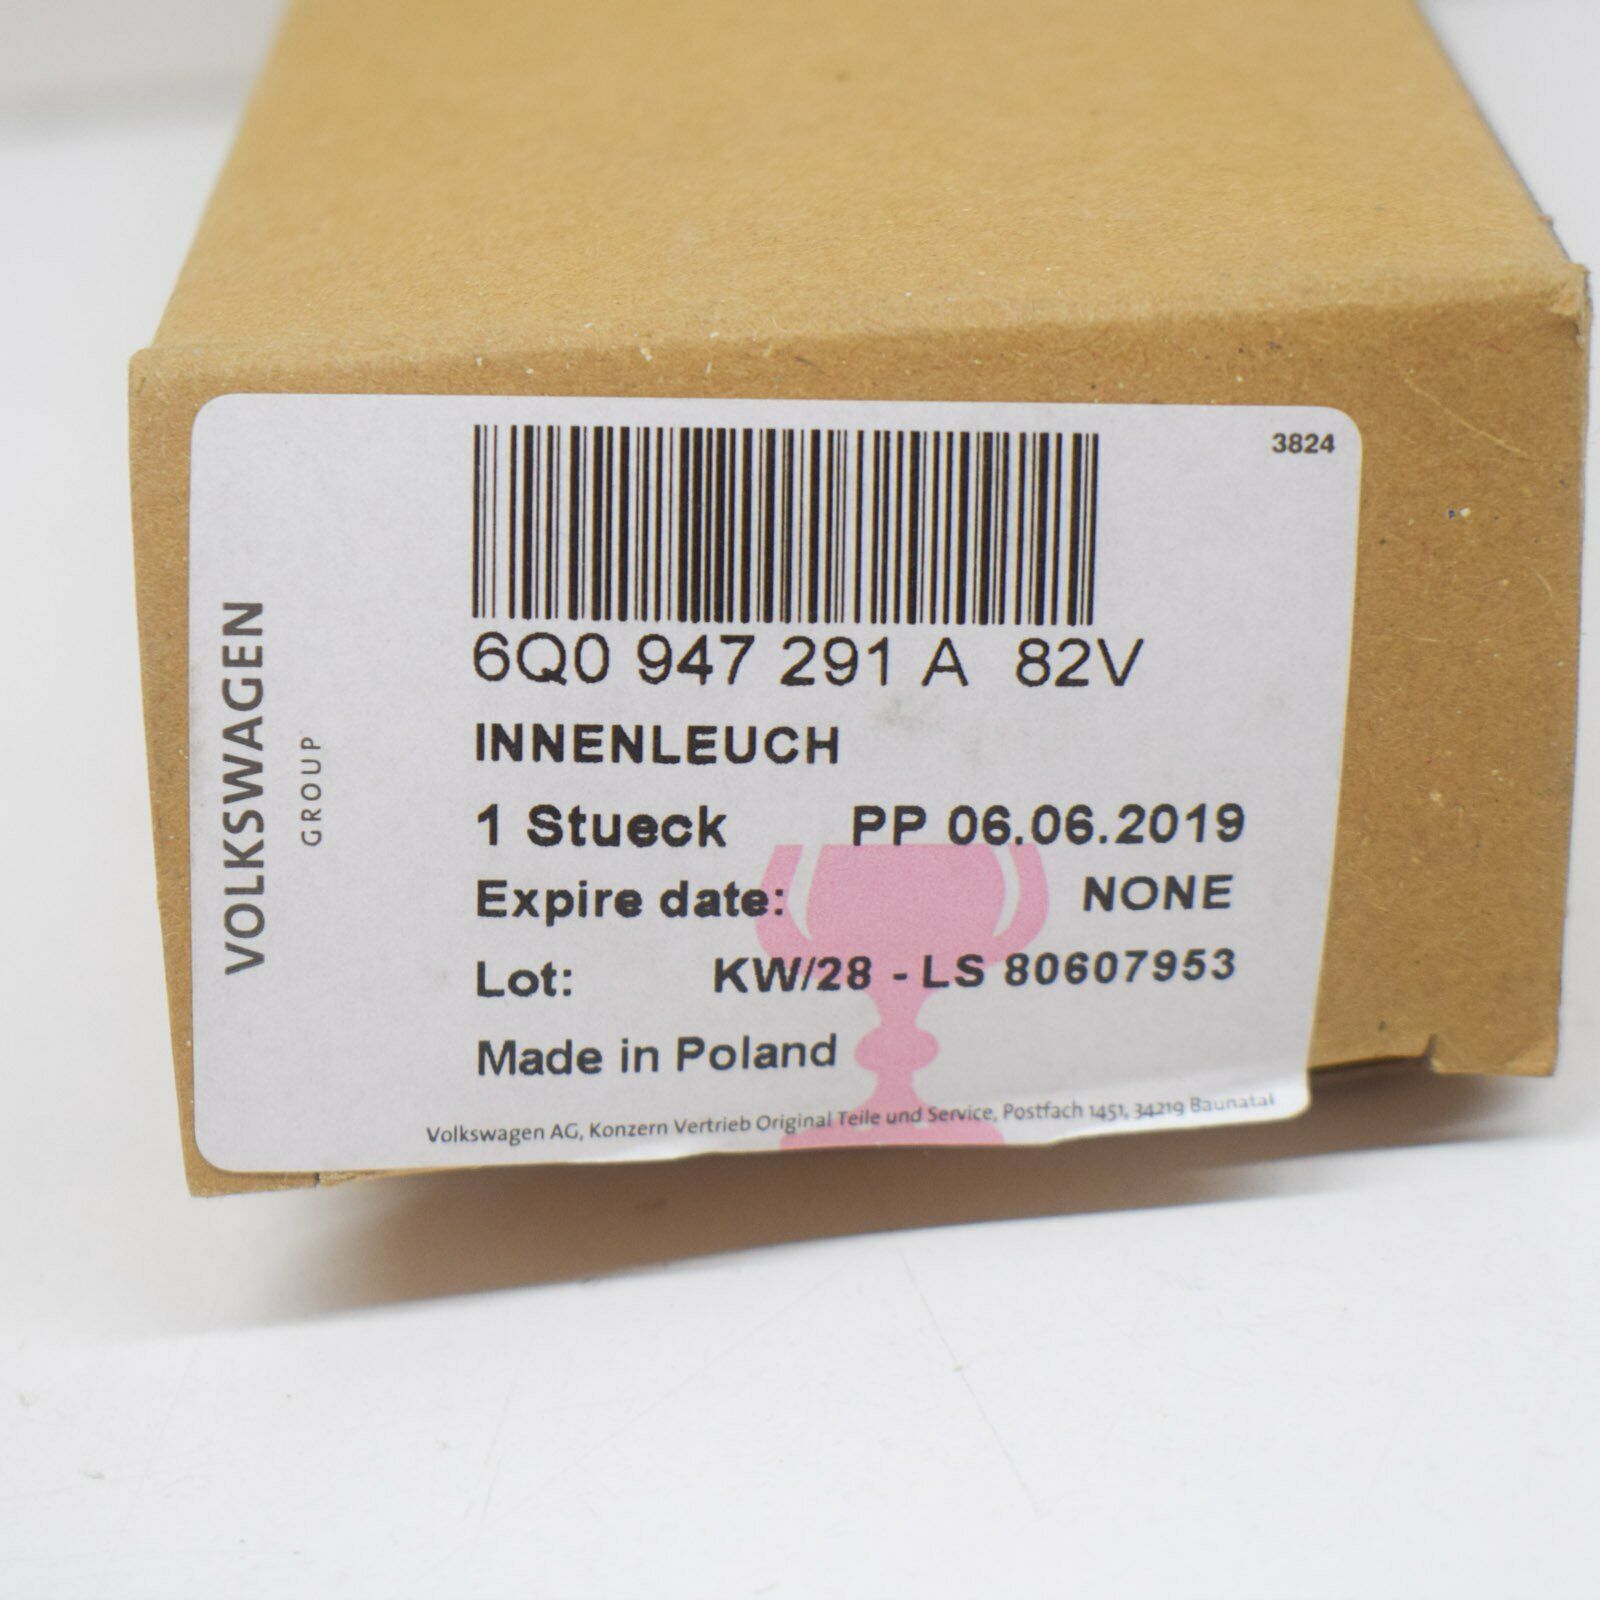 3824
6Q0 947 291 A 82V
INNENLEUCH
1 Stueck PP 06.06.2019
Expire date: NONE
Lot: KW/28 - LS 80607953
Made in Poland
Volkswagen AG, Konzern Vertrieb Original Teile und Service, Postfach 1451, 34219 Baunatal
VOLKSWAGEN
GROUP